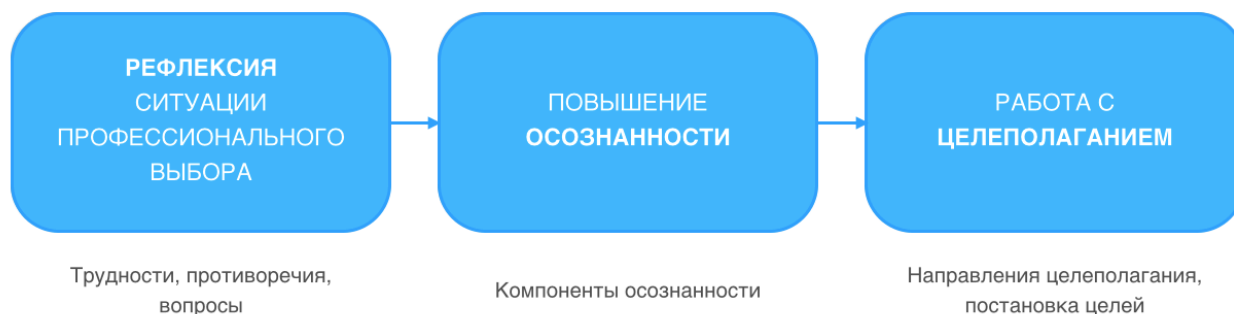 РЕФЛЕКСИЯ
СИТУАЦИИ
ПРОФЕССИОНАЛЬНОГО
ВЫБОРА
Трудности, противоречия,
вопросы
ПОВЫШЕНИЕ
ОСОЗНАННОСТИ
Компоненты осознанности
РАБОТА С
ЦЕЛЕПОЛАГАНИЕМ
Направления целеполагания,
постановка целей